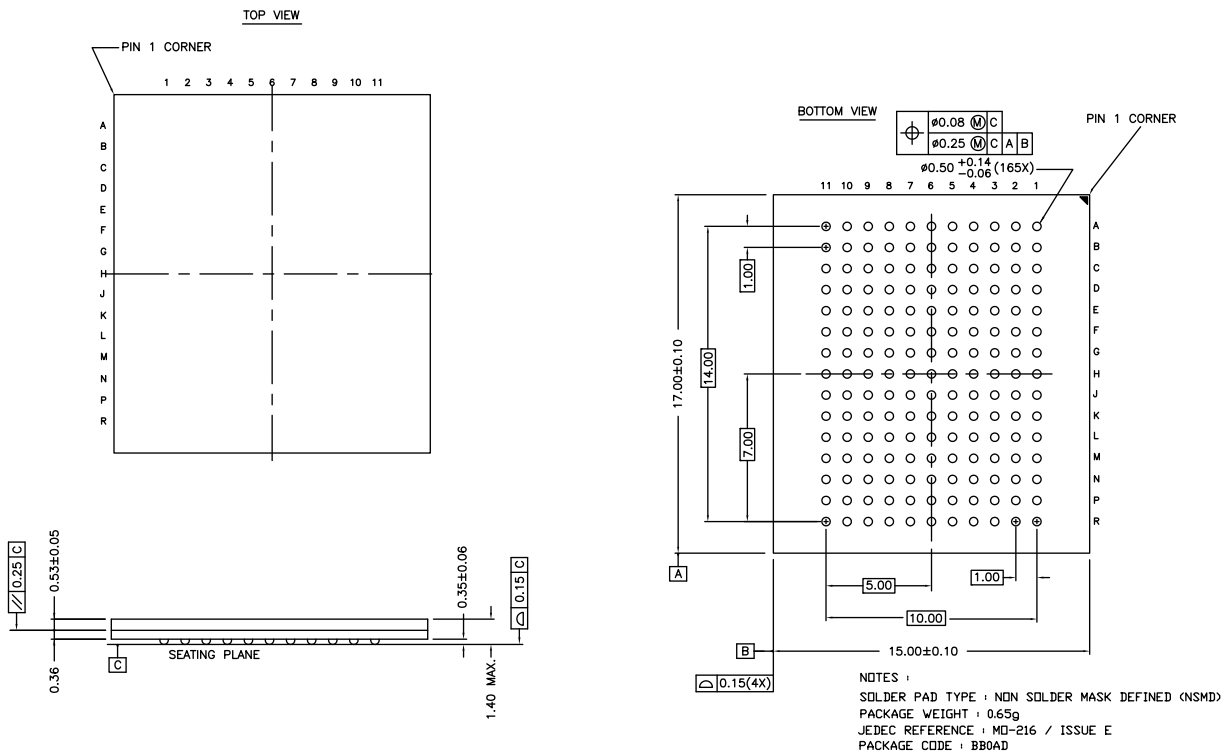 TOP VIEW
PIN 1 CORNER
1 2 3 4 5 6 7 8 9 10 11
A
B
C
D
E
F
G
H
J
K
L
M
N
P
R
BOTTOM VIEW
⌀0.08 Ⓜ C
⌀0.25 Ⓜ C A B
PIN 1 CORNER
⌀0.50 +0.14 -0.06 (165X)
11 10 9 8 7 6 5 4 3 2 1
A
B
C
D
E
F
G
H
J
K
L
M
N
P
R
1.00
17.00±0.10
14.00
7.00
A
5.00
1.00
10.00
B
15.00±0.10
0.15(4X)
0.25 C
0.53±0.05
0.36
C
SEATING PLANE
0.35±0.06
0.15 C
1.40 MAX.
NOTES :
SOLDER PAD TYPE : NON SOLDER MASK DEFINED (NSMD)
PACKAGE WEIGHT : 0.65g
JEDEC REFERENCE : MO-216 / ISSUE E
PACKAGE CODE : BB0AD